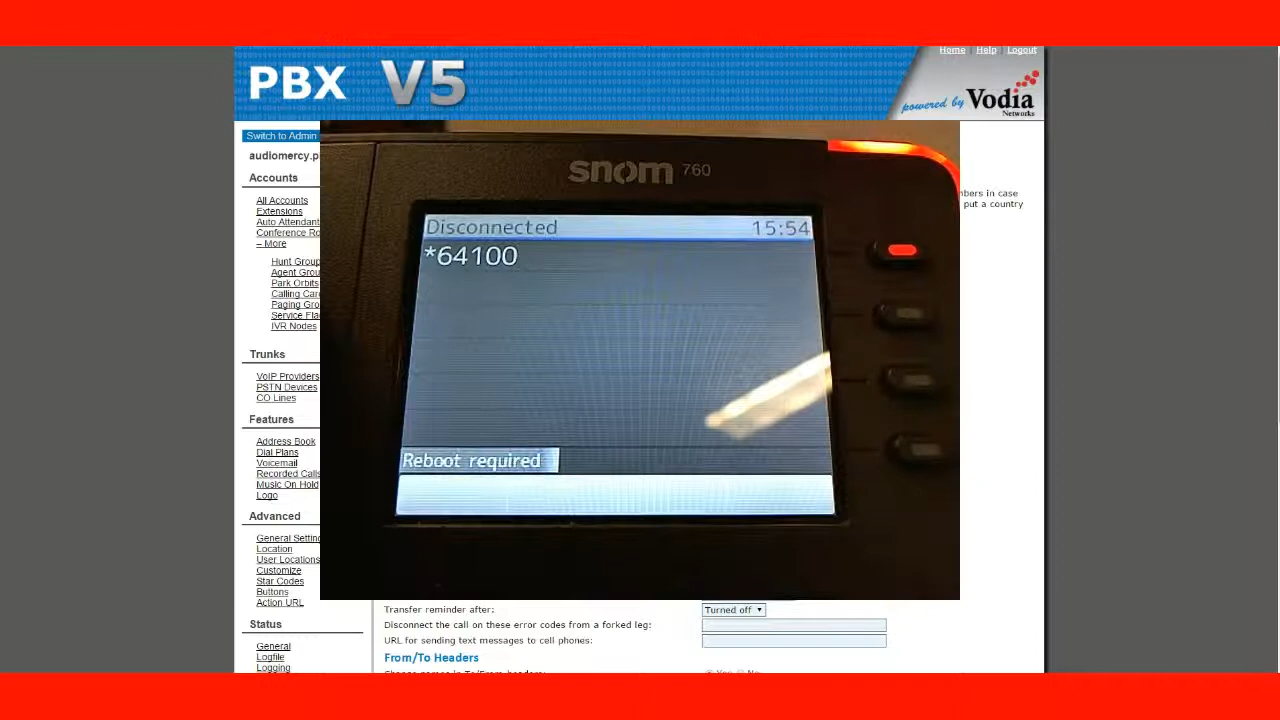 Home Help Logout
PBX V5
powered by Vodia
Networks
Switch to Admin
audiomercy.p
Accounts
All Accounts
Extensions
Auto Attendant
Conference Ro
– More
Hunt Group
Agent Grou
Park Orbits
Calling Card
Paging Gro
Service Fla
IVR Nodes
Trunks
VoIP Providers
PSTN Devices
CO Lines
Features
Address Book
Dial Plans
Voicemail
Recorded Calls
Music On Hold
Logo
Advanced
General Setting
Location
User Locations
Customize
Star Codes
Buttons
Action URL
Status
General
Logfile
Logging
mbers in case
put a country
snom 760
Disconnected 15:54
*64100
Reboot required
Transfer reminder after: Turned off
Disconnect the call on these error codes from a forked leg:
URL for sending text messages to cell phones:
From/To Headers